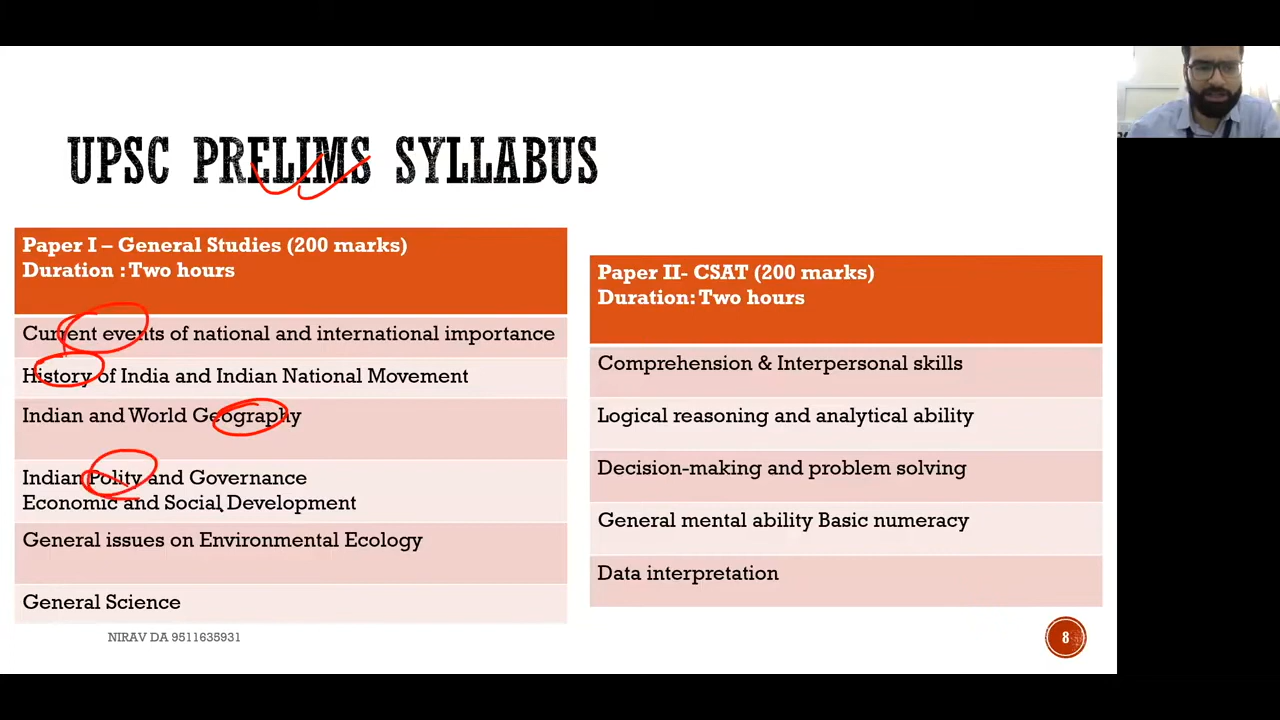 UPSC PRELIMS SYLLABUS
Paper I – General Studies (200 marks)
Duration : Two hours
Current events of national and international importance
History of India and Indian National Movement
Indian and World Geography
Indian Polity and Governance
Economic and Social Development
General issues on Environmental Ecology
General Science
Paper II- CSAT (200 marks)
Duration: Two hours
Comprehension & Interpersonal skills
Logical reasoning and analytical ability
Decision-making and problem solving
General mental ability Basic numeracy
Data interpretation
NIRAV DA 9511635931
8